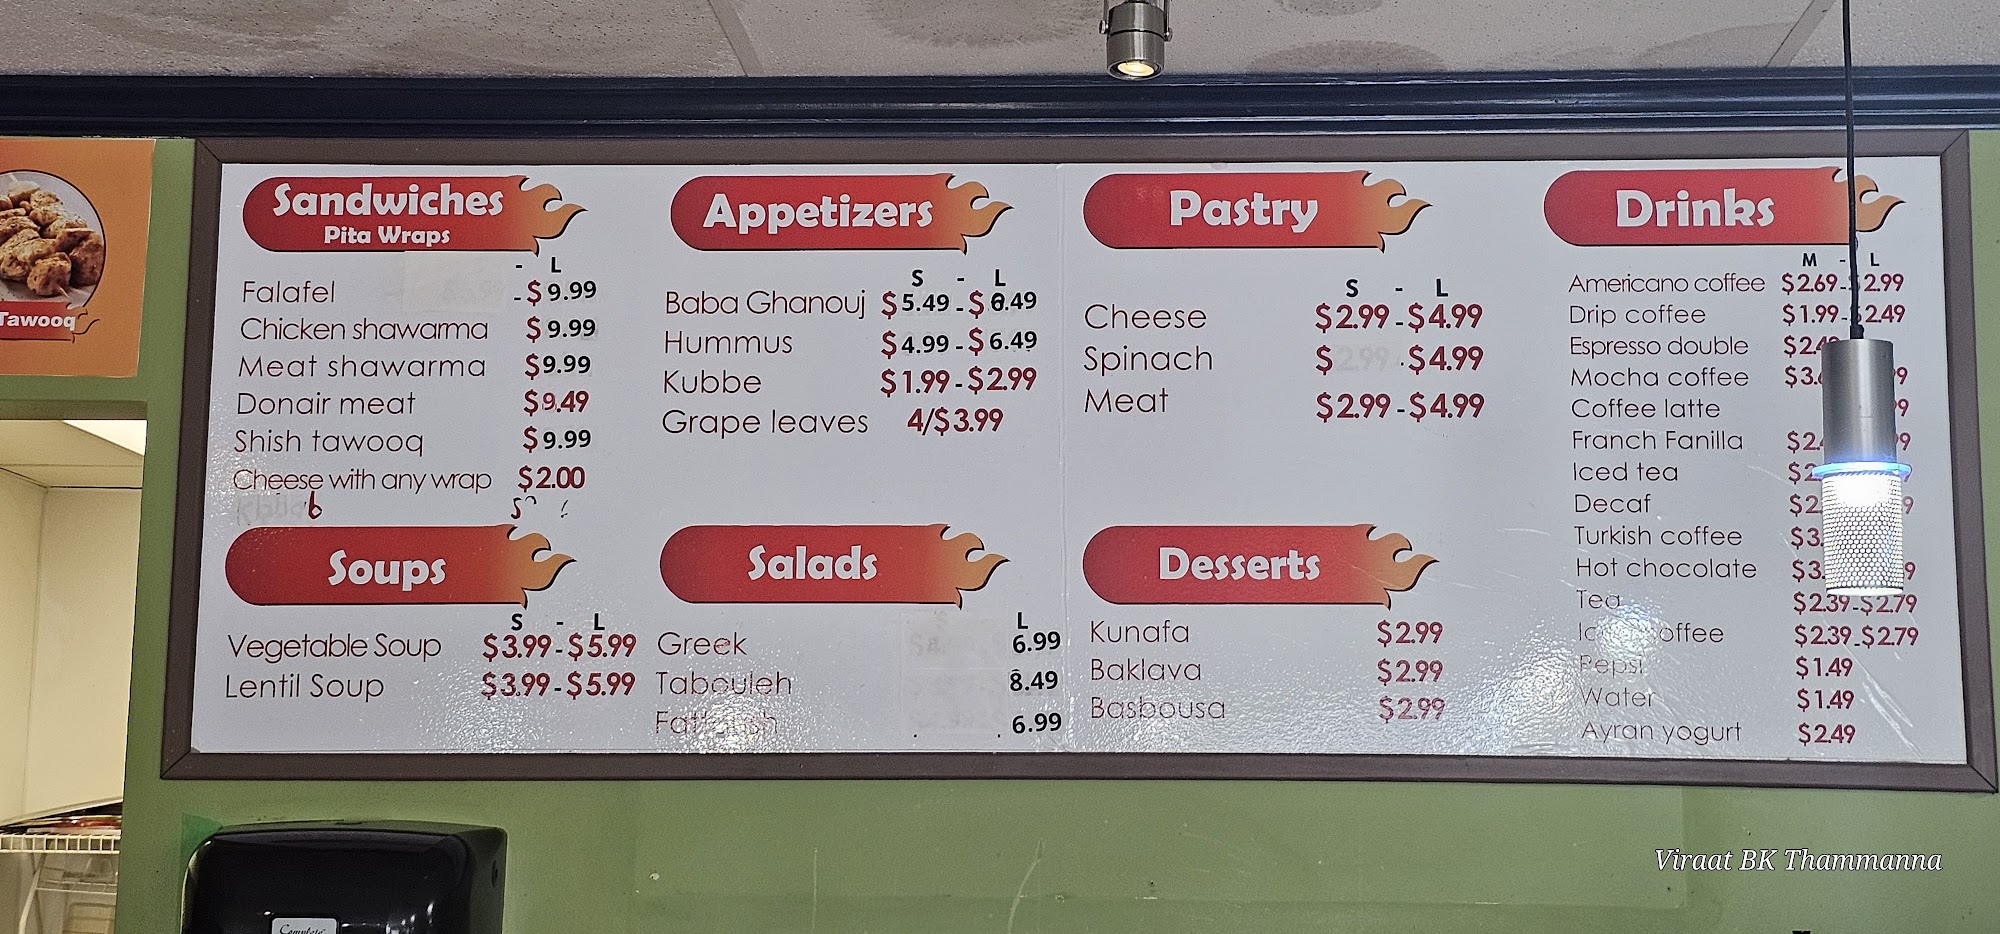 Tawooq
Sandwiches
Pita Wraps
- L
Falafel -$9.99
Chicken shawarma $9.99
Meat shawarma $9.99
Donair meat $9.49
Shish tawooq $9.99
Cheese with any wrap $2.00
Soups
S - L
Vegetable Soup $3.99-$5.99
Lentil Soup $3.99-$5.99
Appetizers
S - L
Baba Ghanouj $5.49-$6.49
Hummus $4.99-$6.49
Kubbe $1.99-$2.99
Grape leaves 4/$3.99
Salads
L
Greek 6.99
Tabouleh 8.49
Fattoush 6.99
Pastry
S - L
Cheese $2.99-$4.99
Spinach $2.99-$4.99
Meat $2.99-$4.99
Desserts
Kunafa $2.99
Baklava $2.99
Basbousa $2.99
Drinks
M - L
Americano coffee $2.69-$2.99
Drip coffee $1.99-$2.49
Espresso double
Mocha coffee
Coffee latte
Franch Fanilla
Iced tea
Decaf
Turkish coffee
Hot chocolate
Tea $2.39-$2.79
coffee $2.39-$2.79
Pepsi $1.49
Water $1.49
Ayran yogurt $2.49
Viraat BK Thammanna